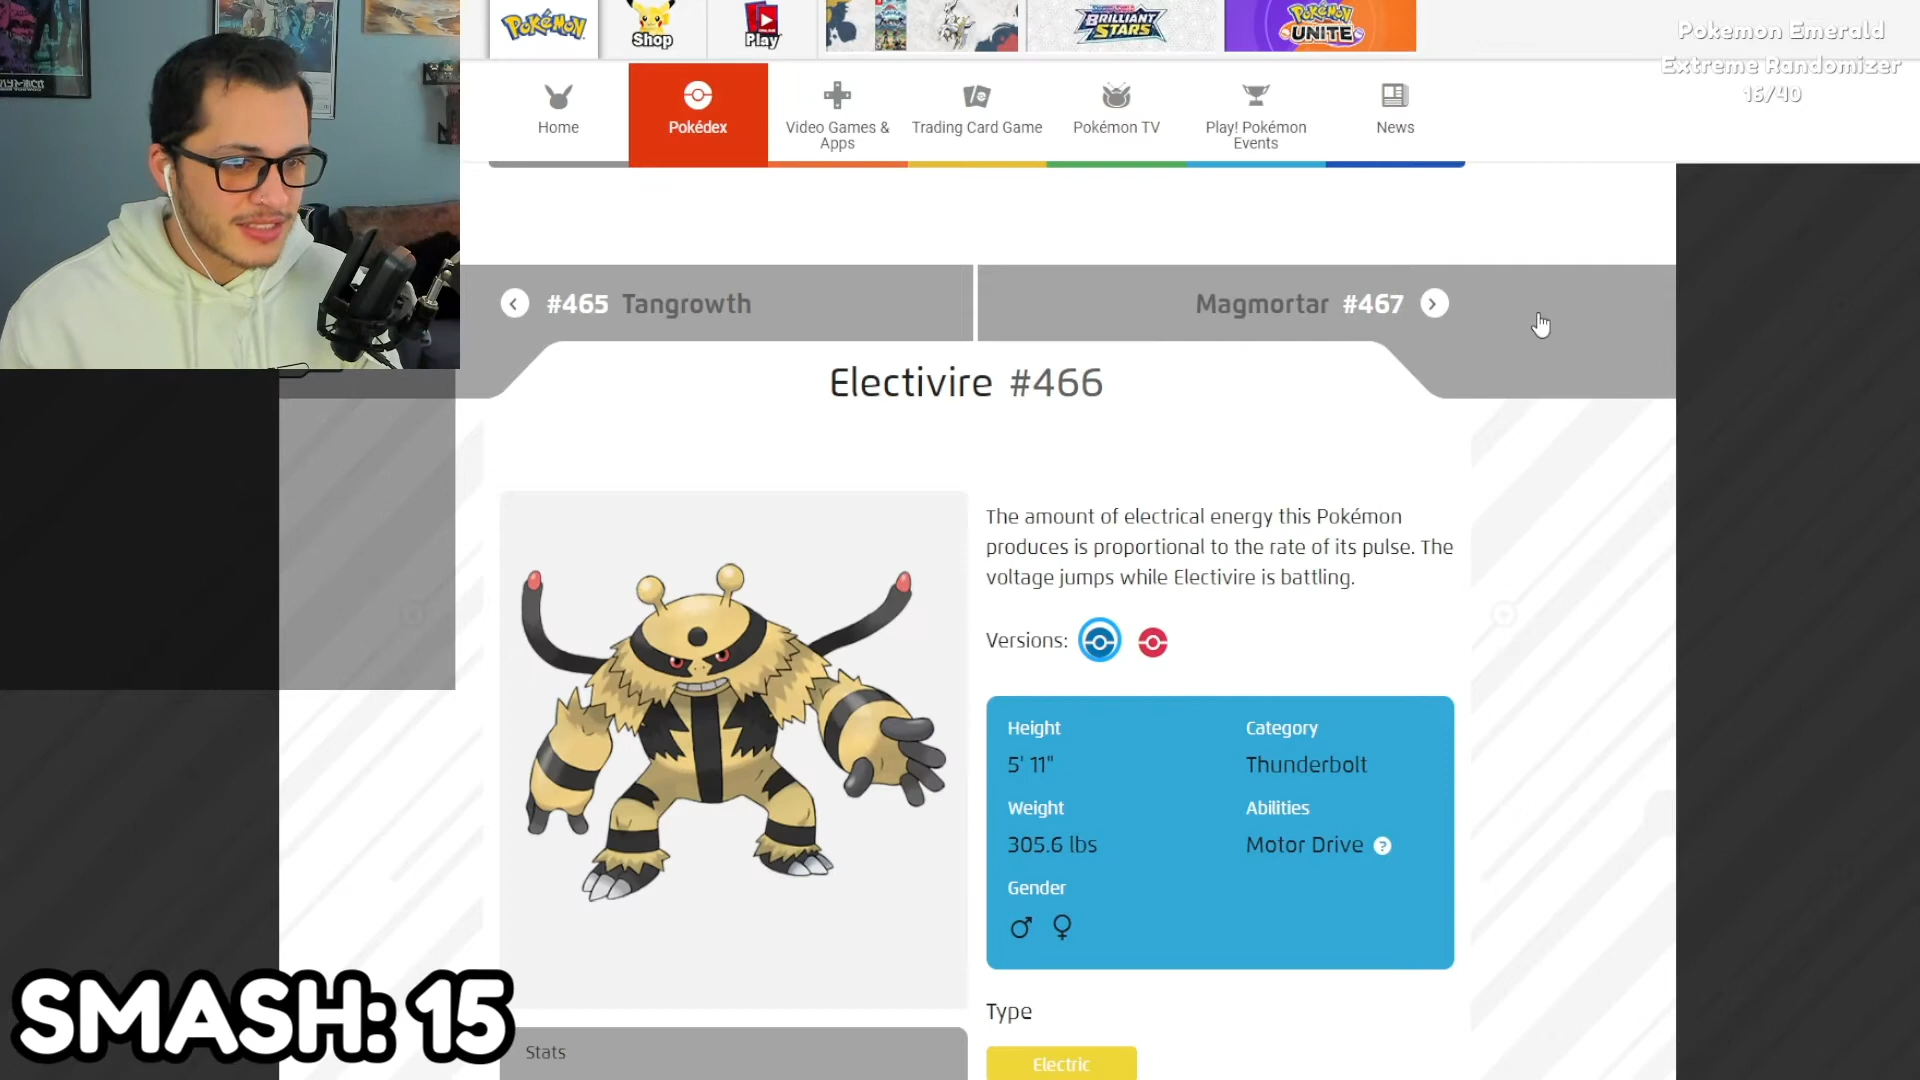 Pokémon
Shop
Play!
BRILLIANT STARS
Pokémon UNITE
Pokemon Emerald
Extreme Randomizer
16/40
Home
Pokédex
Video Games &
Apps
Trading Card Game
Pokémon TV
Play! Pokémon
Events
News
#465 Tangrowth
Magmortar #467
Electivire #466
The amount of electrical energy this Pokémon
produces is proportional to the rate of its pulse. The
voltage jumps while Electivire is battling.
Versions:
Height
Category
5' 11"
Thunderbolt
Weight
Abilities
305.6 lbs
Motor Drive ?
Gender
Type
Electric
Stats
SMASH: 15